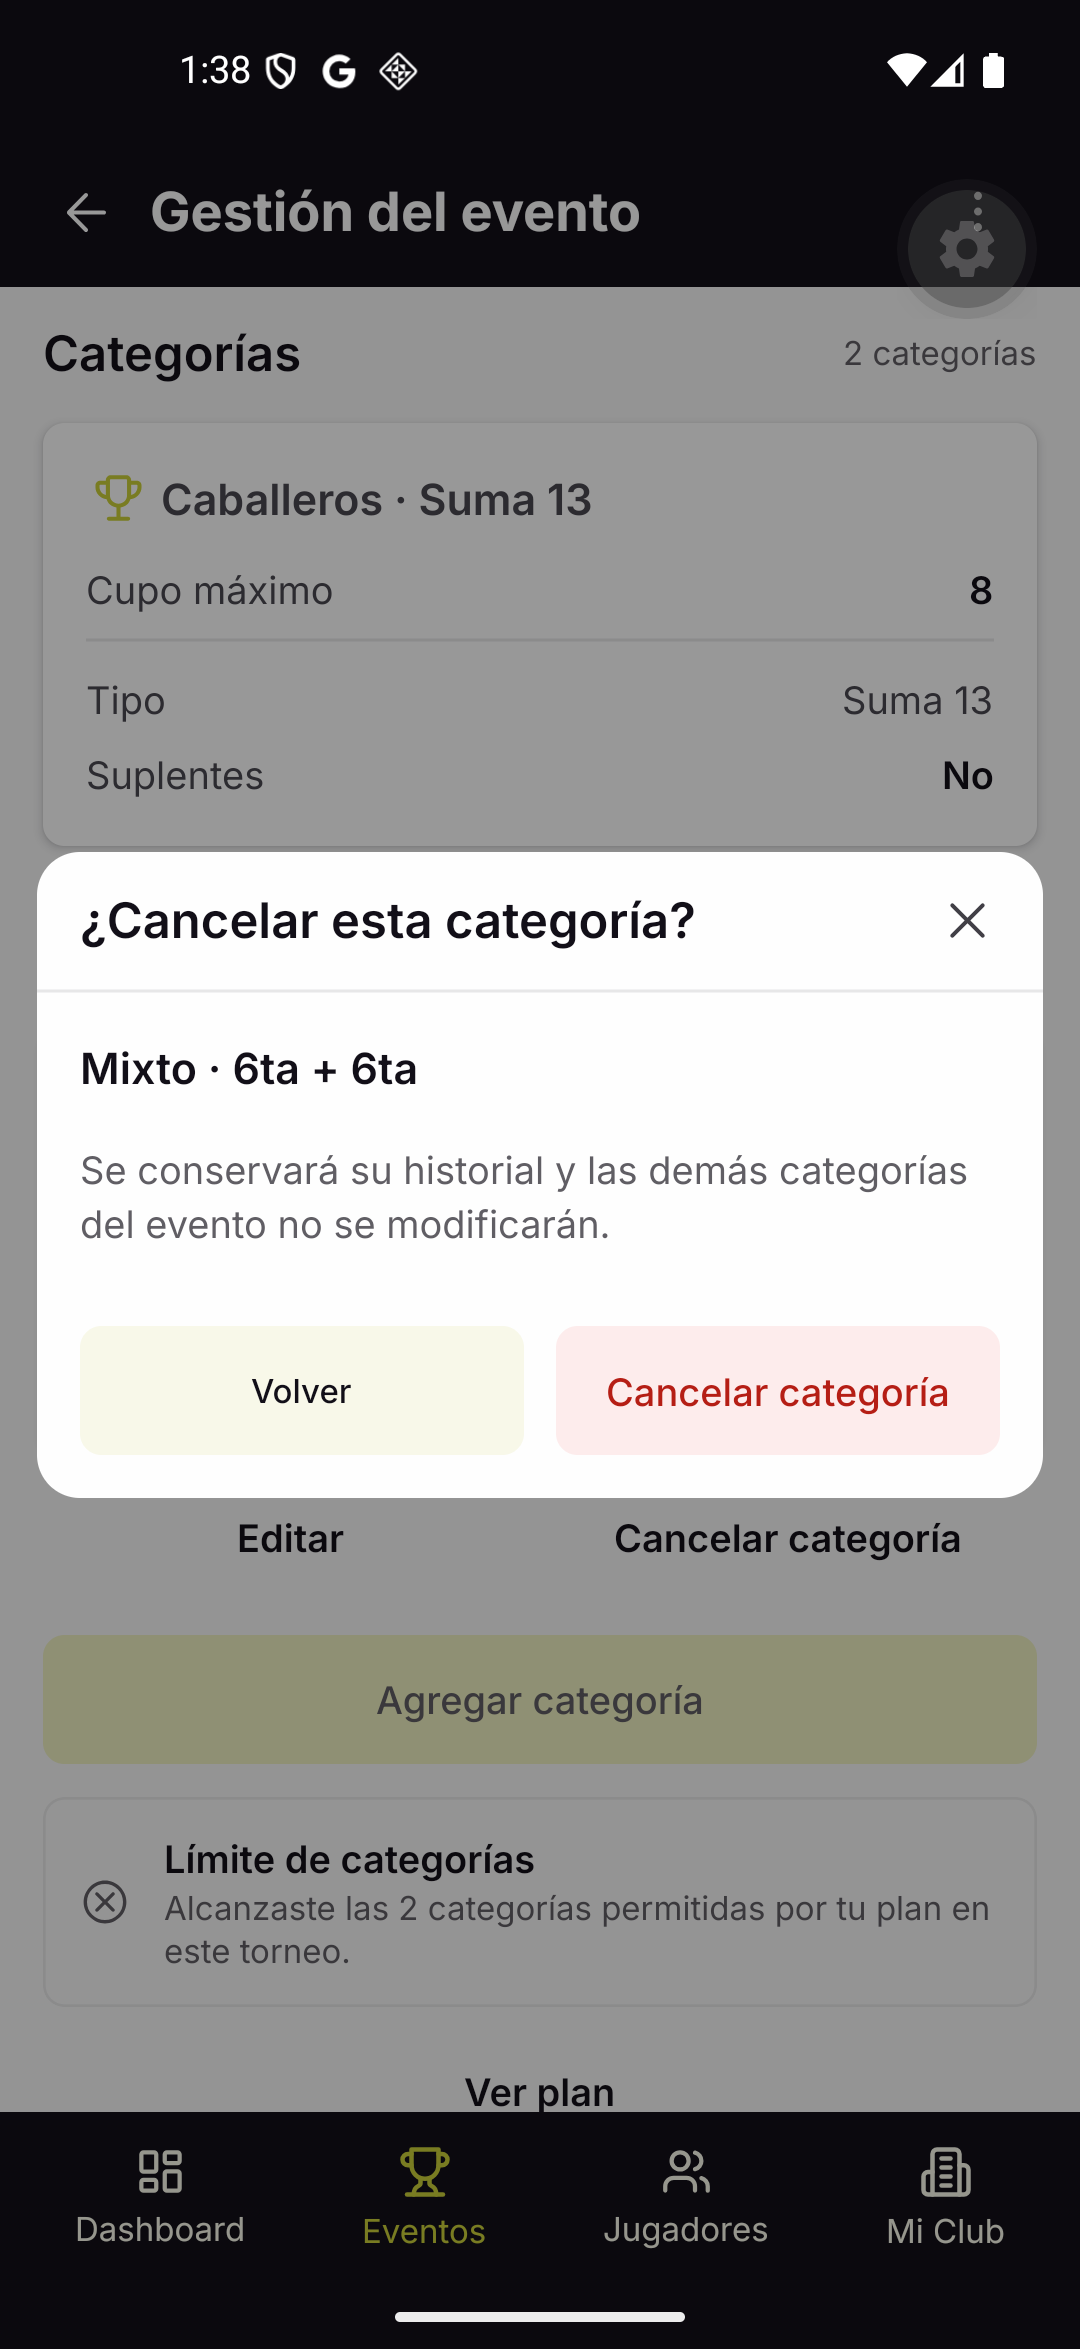 1:38
Gestión del evento
Categorías
2 categorías
Caballeros · Suma 13
Cupo máximo
8
Tipo
Suma 13
Suplentes
No
¿Cancelar esta categoría?
Mixto · 6ta + 6ta
Se conservará su historial y las demás categorías
del evento no se modificarán.
Volver
Cancelar categoría
Editar
Cancelar categoría
Agregar categoría
Límite de categorías
Alcanzaste las 2 categorías permitidas por tu plan en
este torneo.
Ver plan
Dashboard
Eventos
Jugadores
Mi Club